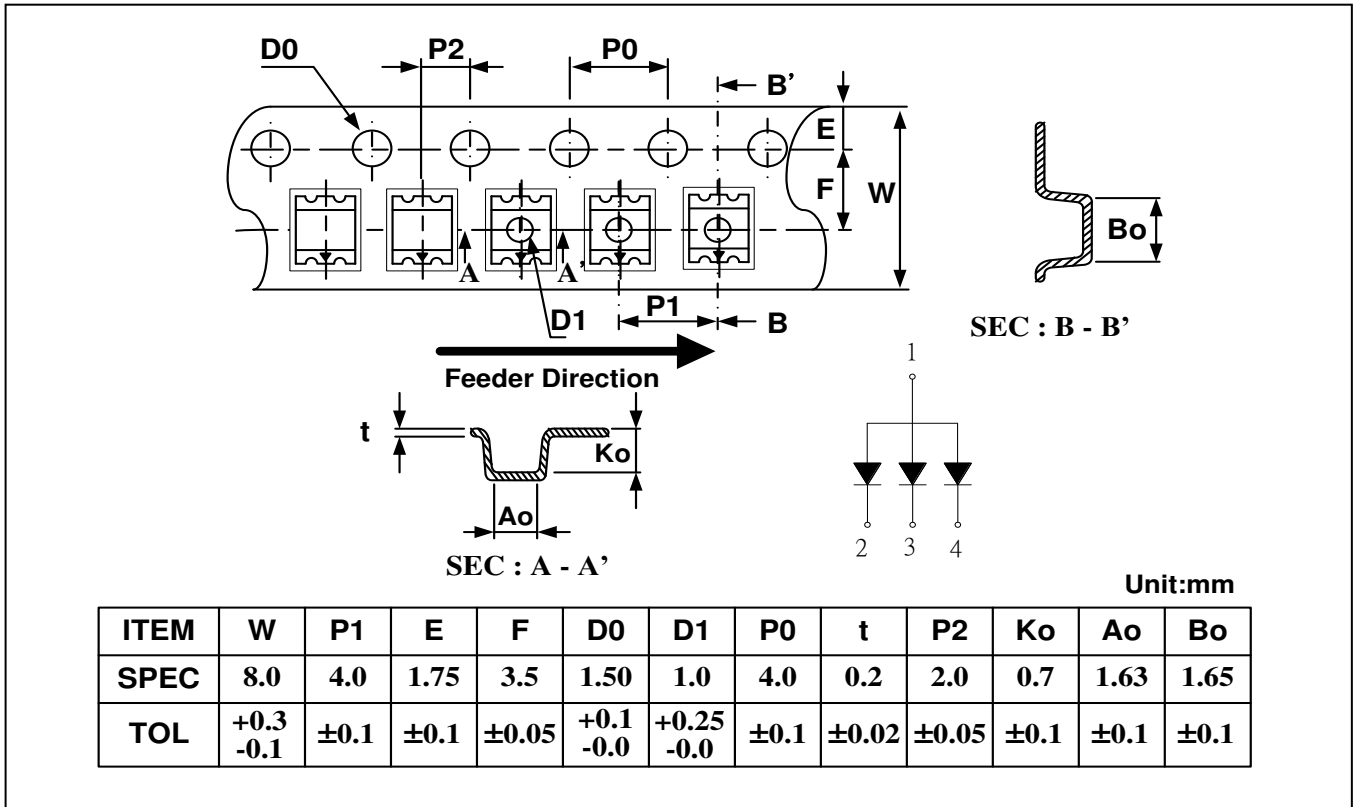 D0 P2 P0
B’
E
F W
Bo
A A’
D1 P1 B
SEC : B - B’
Feeder Direction
1
t
Ko
Ao
SEC : A - A’
2 3 4
Unit:mm
ITEM W P1 E F D0 D1 P0 t P2 Ko Ao Bo
SPEC 8.0 4.0 1.75 3.5 1.50 1.0 4.0 0.2 2.0 0.7 1.63 1.65
TOL +0.3 -0.1 ±0.1 ±0.1 ±0.05 +0.1 -0.0 +0.25 -0.0 ±0.1 ±0.02 ±0.05 ±0.1 ±0.1 ±0.1